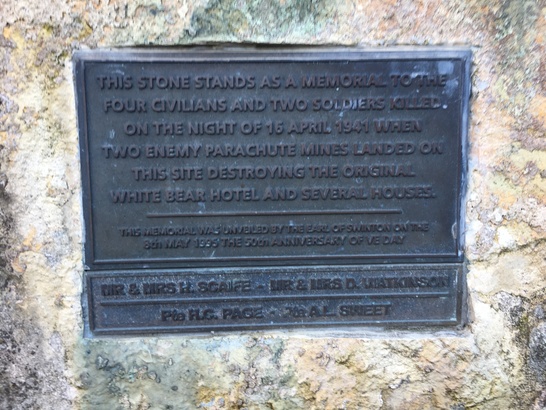 THIS STONE STANDS AS A MEMORIAL TO THE
FOUR CIVILIANS AND TWO SOLDIERS KILLED
ON THE NIGHT OF 16 APRIL 1941 WHEN
TWO ENEMY PARACHUTE MINES LANDED ON
THIS SITE DESTROYING THE ORIGINAL
WHITE BEAR HOTEL AND SEVERAL HOUSES.
THIS MEMORIAL WAS UNVEILED BY THE EARL OF SWINTON ON THE
8th MAY 1995 THE 50th ANNIVERSARY OF VE DAY
MR & MRS H. SCAIFE - MR & MRS D. WATKINSON
Pte H.G. PAGE - A.L. SWEET